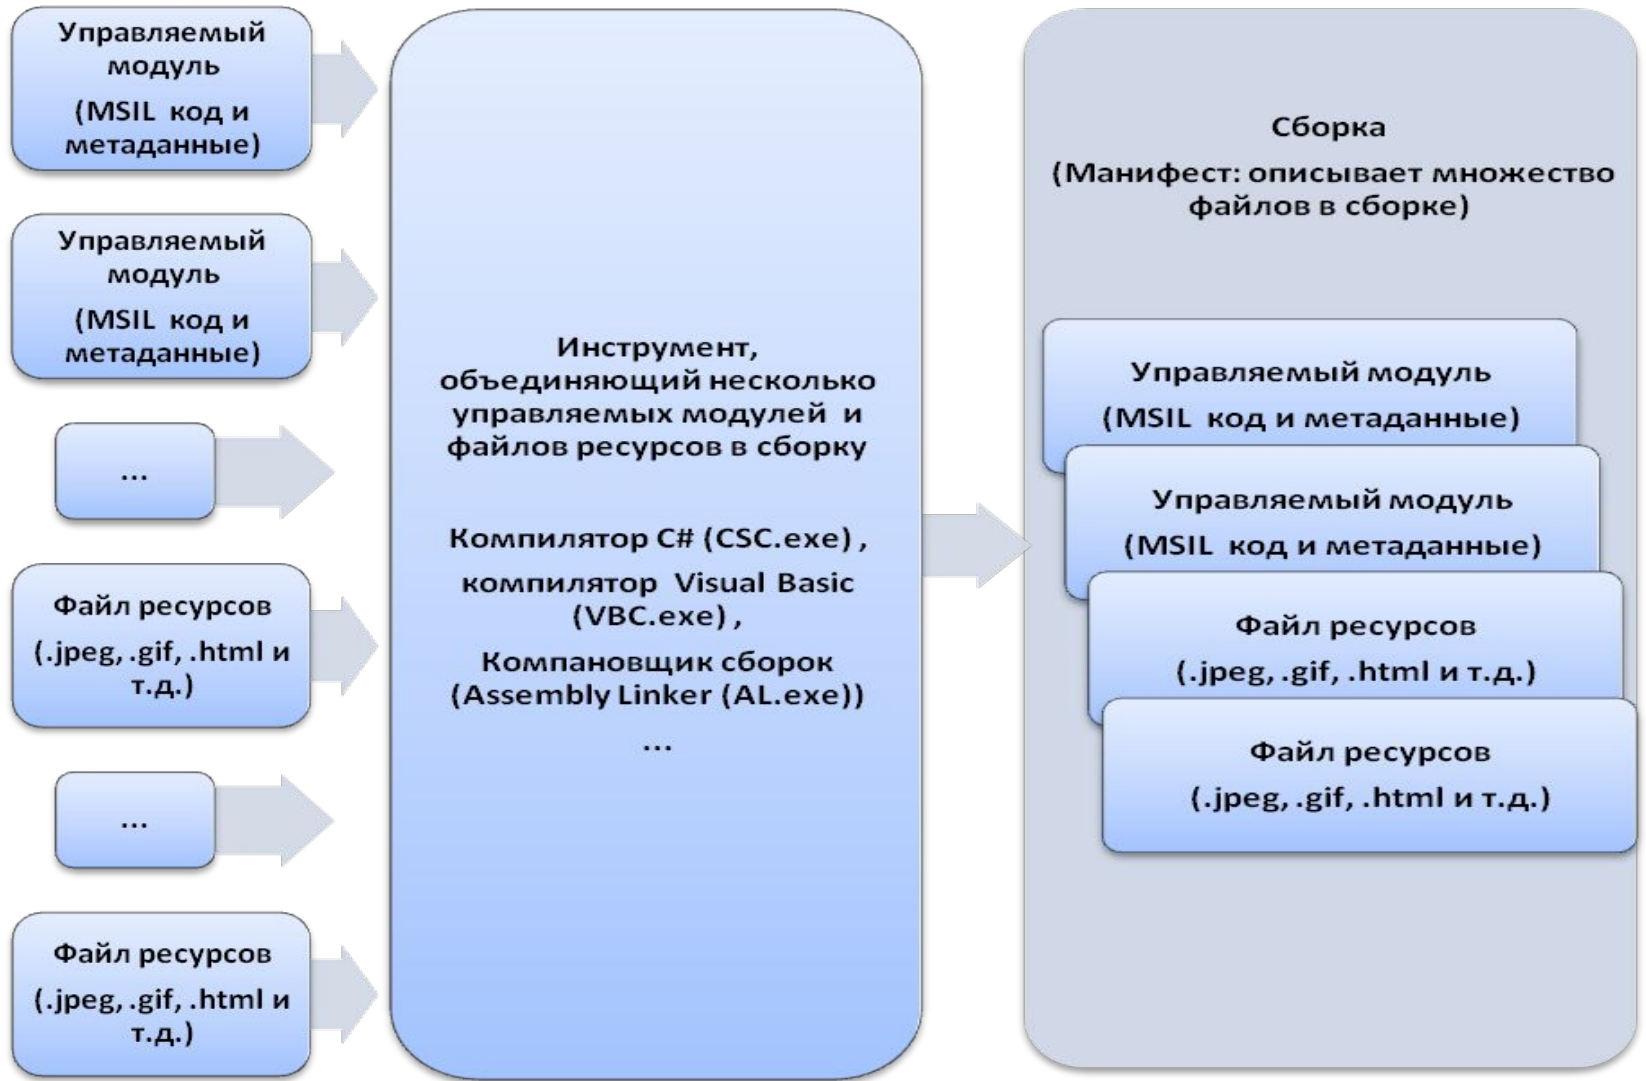 Управляемый
модуль
(MSIL код и
метаданные)
Управляемый
модуль
(MSIL код и
метаданные)
...
Файл ресурсов
(.jpeg, .gif, .html и
т.д.)
...
Файл ресурсов
(.jpeg, .gif, .html и
т.д.)
Инструмент,
объединяющий несколько
управляемых модулей и
файлов ресурсов в сборку
Компилятор C# (CSC.exe) ,
компилятор Visual Basic
(VBC.exe) ,
Компановщик сборок
(Assembly Linker (AL.exe))
...
Сборка
(Манифест: описывает множество
файлов в сборке)
Управляемый модуль
(MSIL код и метаданные)
Управляемый модуль
(MSIL код и метаданные)
Файл ресурсов
(.jpeg, .gif, .html и т.д.)
Файл ресурсов
(.jpeg, .gif, .html и т.д.)